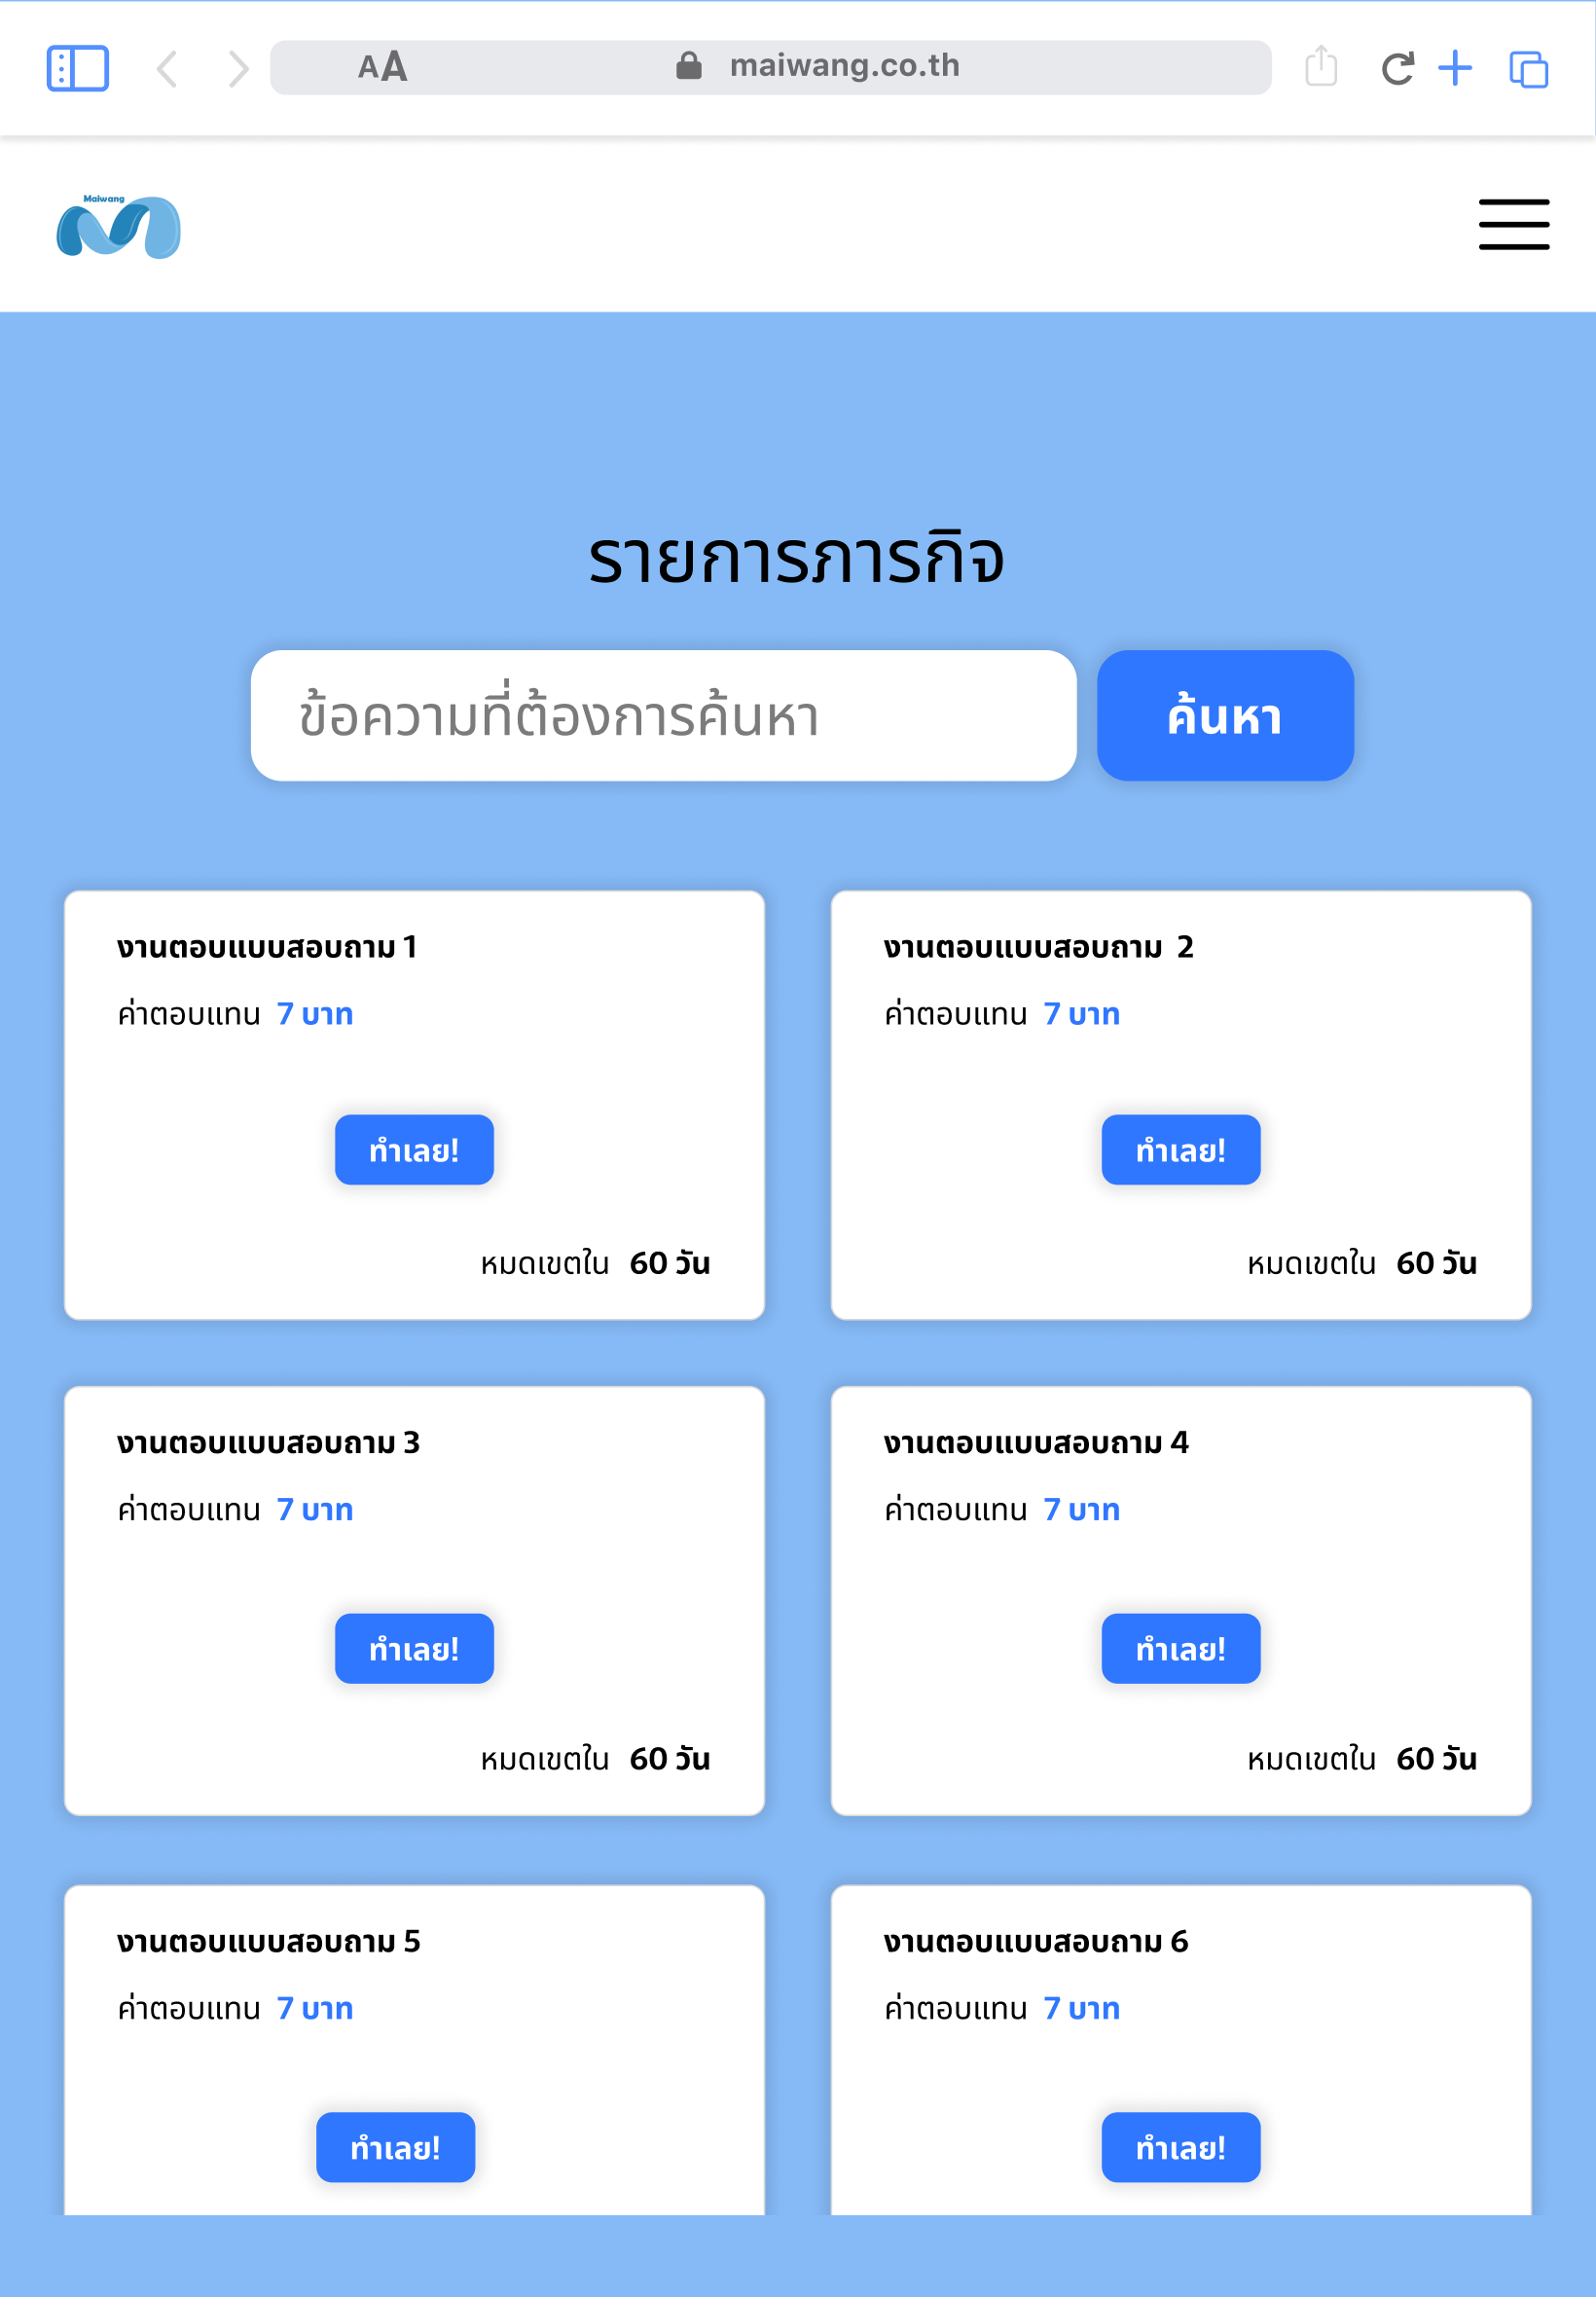 AA maiwang.co.th
Maiwang
รายการภารกิจ
ข้อความที่ต้องการค้นหา
ค้นหา
งานตอบแบบสอบถาม 1
ค่าตอบแทน 7 บาท
ทำเลย!
หมดเขตใน 60 วัน
งานตอบแบบสอบถาม 2
ค่าตอบแทน 7 บาท
ทำเลย!
หมดเขตใน 60 วัน
งานตอบแบบสอบถาม 3
ค่าตอบแทน 7 บาท
ทำเลย!
หมดเขตใน 60 วัน
งานตอบแบบสอบถาม 4
ค่าตอบแทน 7 บาท
ทำเลย!
หมดเขตใน 60 วัน
งานตอบแบบสอบถาม 5
ค่าตอบแทน 7 บาท
ทำเลย!
งานตอบแบบสอบถาม 6
ค่าตอบแทน 7 บาท
ทำเลย!